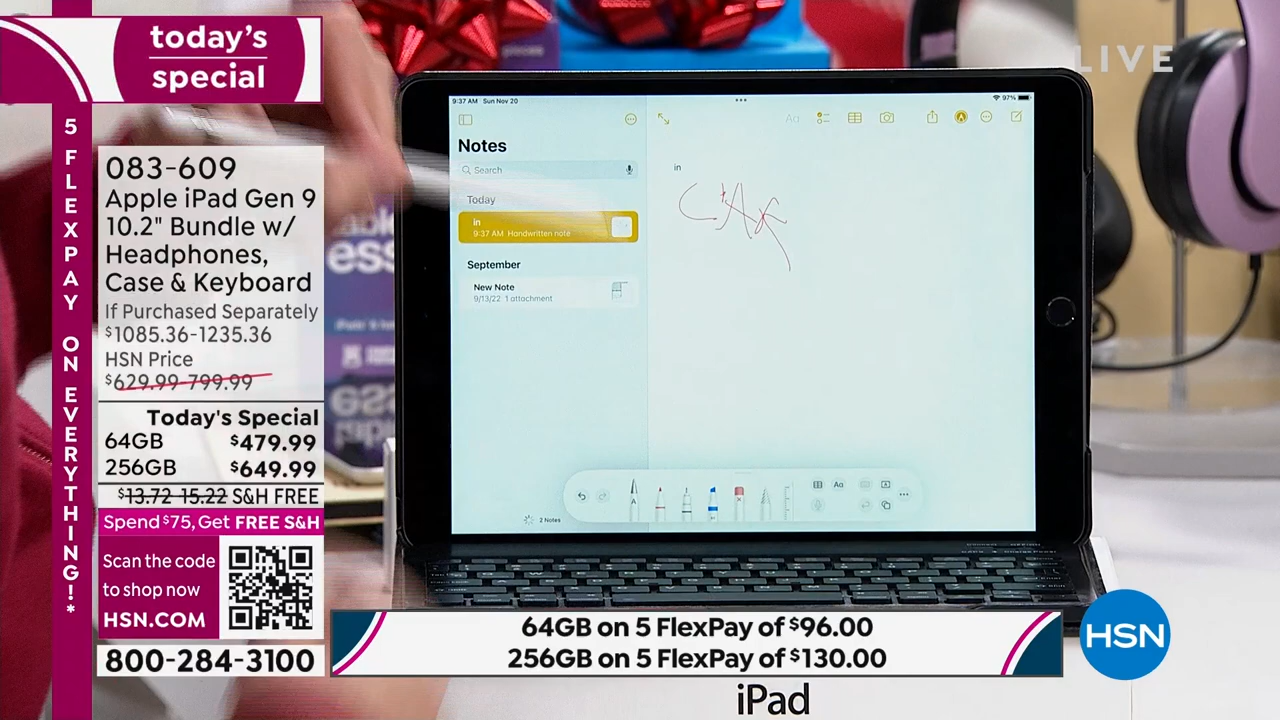 today's
special
LIVE
5 FLEXPAY ON EVERYTHING!*
083-609
Apple iPad Gen 9
10.2" Bundle w/
Headphones,
Case & Keyboard
If Purchased Separately
$1085.36-1235.36
HSN Price
$629.99-799.99
Today's Special
64GB $479.99
256GB $649.99
$13.72-15.22 S&H FREE
Spend $75, Get FREE S&H
Scan the code
to shop now
HSN.COM
800-284-3100
9:37 AM Sun Nov 20
97%
Notes
Search
Today
in
9:37 AM Handwritten note
September
New Note
9/13/22 1 attachment
2 Notes
Aa
in
Aa
64GB on 5 FlexPay of $96.00
256GB on 5 FlexPay of $130.00
HSN
iPad